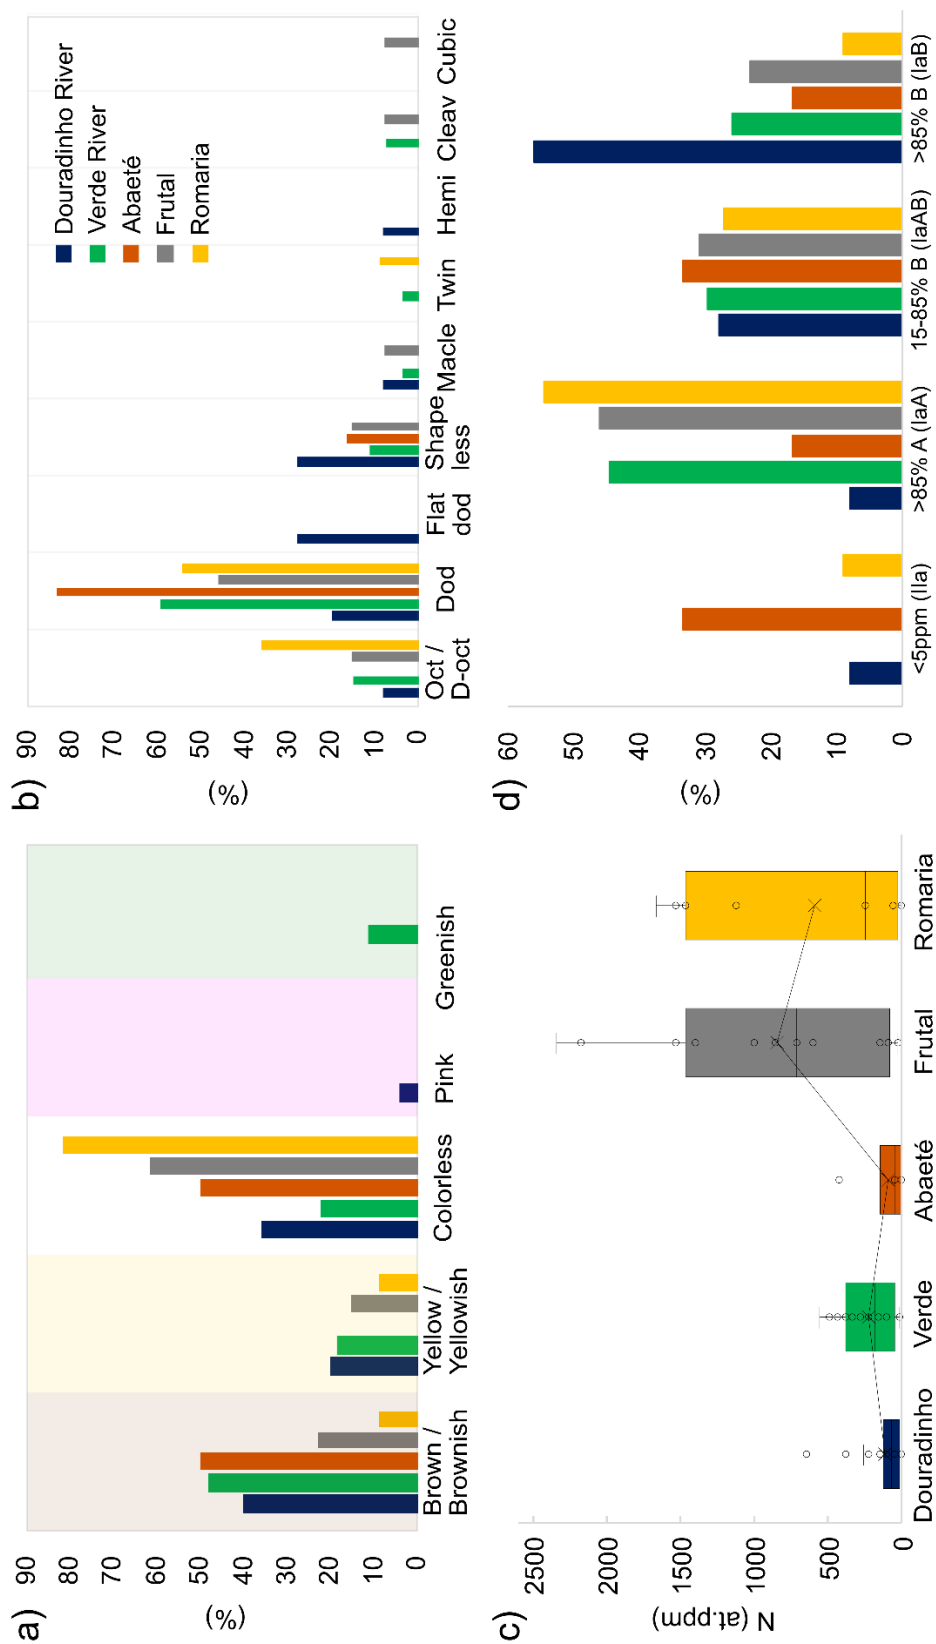 a)
90
80
70
60
50
40
30
20
10
0
(%)
Brown /
Brownish
Yellow /
Yellowish
Colorless
Pink
Greenish
b)
90
80
70
60
50
40
30
20
10
0
(%)
Oct /
D-oct
Dod
Flat
dod
Shape
less
Macle
Twin
Hemi
Cleav
Cubic
Douradinho River
Verde River
Abaeté
Frutal
Romaria
c)
2500
2000
1500
1000
500
0
N (at.ppm)
Douradinho
Verde
Abaeté
Frutal
Romaria
d)
60
50
40
30
20
10
0
(%)
<5ppm (IIa)
>85% A (IaA)
15-85% B (IaAB)
>85% B (IaB)